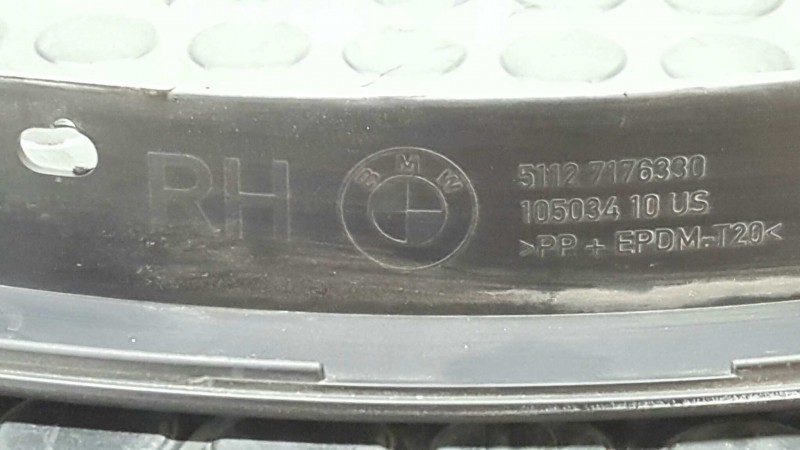 RH
BMW
5112 7176330
105034 10 US
>PP + EPDM-T20<